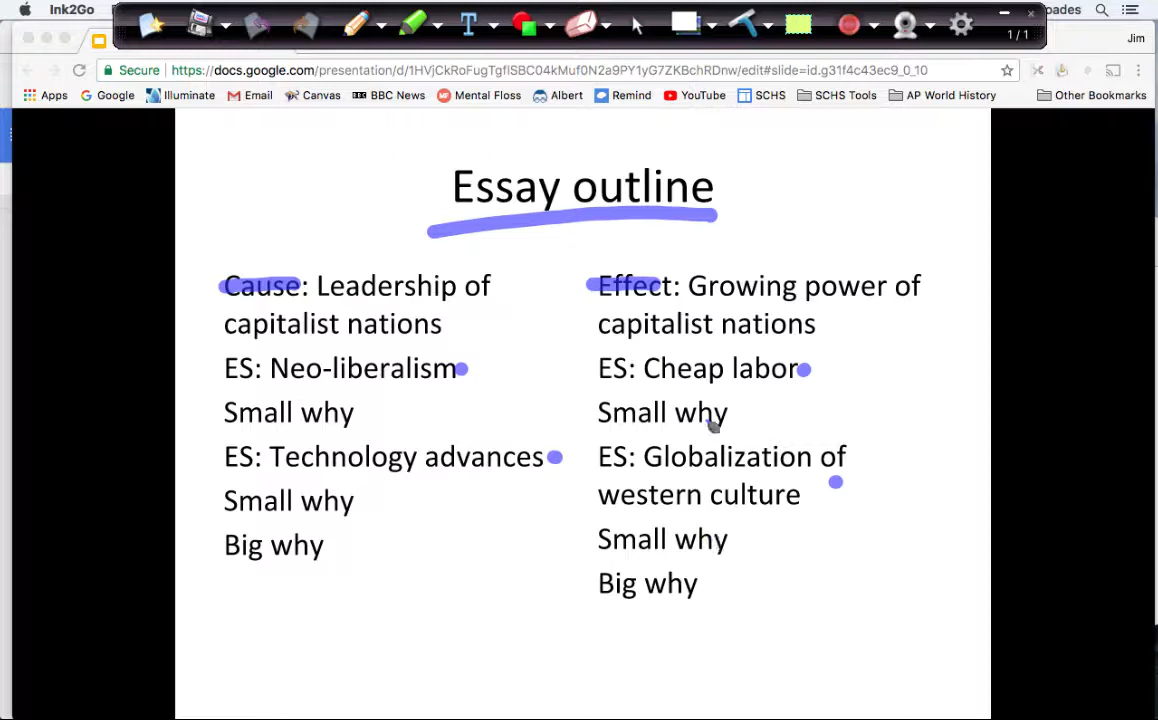 Ink2Go
pades
1 / 1
Jim
Secure
https://docs.google.com/presentation/d/1HVjCkRoFugTgflSBC04kMuf0N2a9PY1yG7ZKBchRDnw/edit#slide=id.g31f4c43ec9_0_10
Apps Google Illuminate Email Canvas BBC News Mental Floss Albert Remind YouTube SCHS SCHS Tools AP World History Other Bookmarks
Essay outline
Cause: Leadership of
capitalist nations
ES: Neo-liberalism
Small why
ES: Technology advances
Small why
Big why
Effect: Growing power of
capitalist nations
ES: Cheap labor
Small why
ES: Globalization of
western culture
Small why
Big why